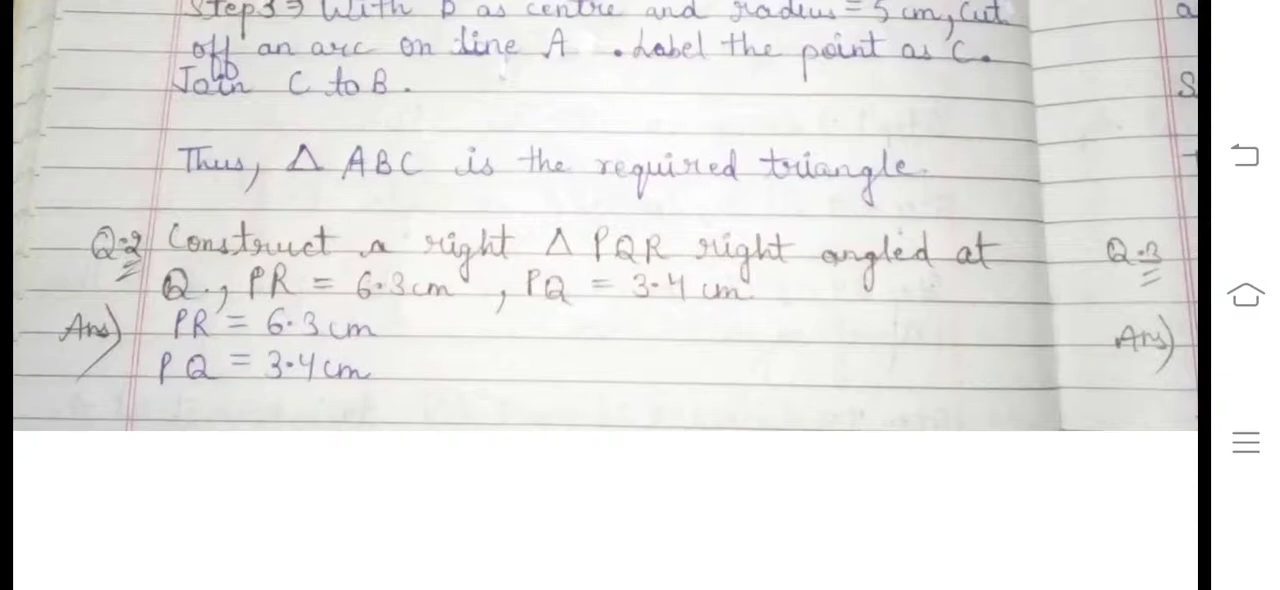 Step 3 ⇒ With B as centre and radius = 5 cm, cut
off an arc on line A . Label the point as C.
Join C to B.
Thus, △ ABC is the required triangle.
Q.2 Construct a right △ PQR right angled at
Q., PR = 6.3cm , PQ = 3.4 cm
Ans) PR = 6.3 cm
PQ = 3.4 cm
Q.3
Ans)